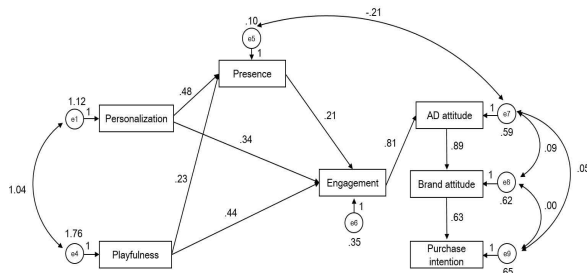 -.21
.10
e5
1
Presence
1.12
e1
1
Personalization
.48
.34
.21
.23
1.04
1.76
e4
1
Playfulness
.44
Engagement
1
e6
.35
.81
AD attitude
1
e7
.59
.89
.09
.05
Brand attitude
1
e8
.62
.63
.00
Purchase
intention
1
e9
.65